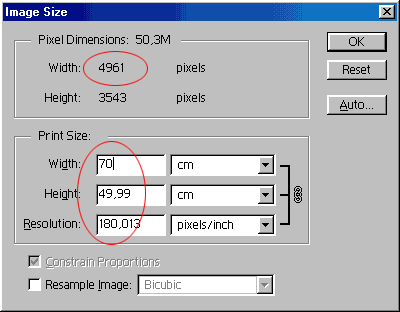 Image Size
Pixel Dimensions: 50,3M
OK
Width: 4961 pixels
Reset
Height: 3543 pixels
Auto...
Print Size:
Width: 70 cm
Height: 49,99 cm
Resolution: 180,013 pixels/inch
Constrain Proportions
Resample Image: Bicubic